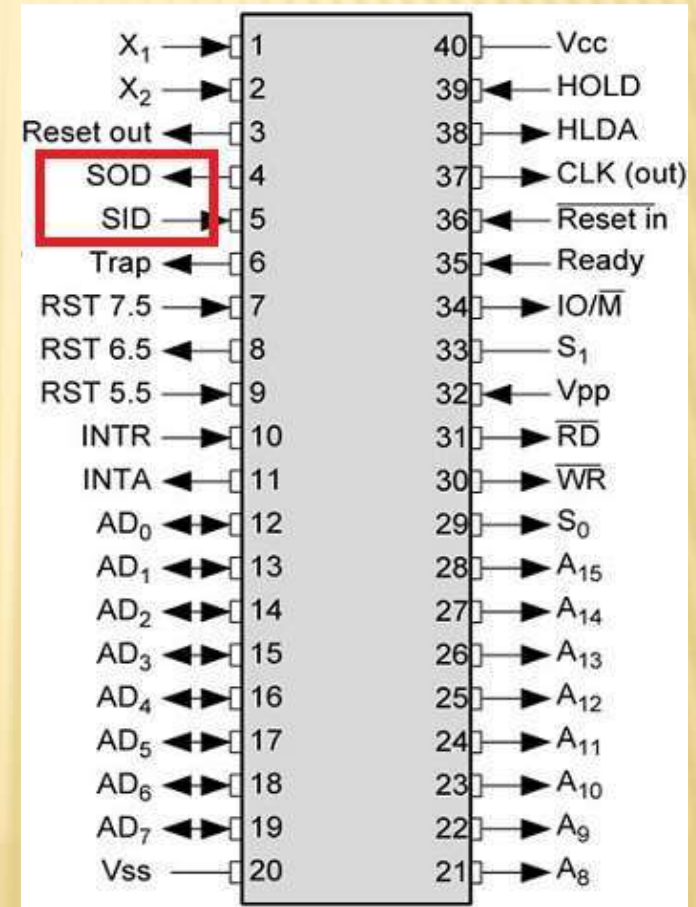 X₁ 1 40 Vcc
X₂ 2 39 HOLD
Reset out 3 38 HLDA
SOD 4 37 CLK (out)
SID 5 36 R̅e̅s̅e̅t̅ ̅i̅n̅
Trap 6 35 Ready
RST 7.5 7 34 IO/M̅
RST 6.5 8 33 S₁
RST 5.5 9 32 Vpp
INTR 10 31 R̅D̅
INTA 11 30 W̅R̅
AD₀ 12 29 S₀
AD₁ 13 28 A₁₅
AD₂ 14 27 A₁₄
AD₃ 15 26 A₁₃
AD₄ 16 25 A₁₂
AD₅ 17 24 A₁₁
AD₆ 18 23 A₁₀
AD₇ 19 22 A₉
Vss 20 21 A₈